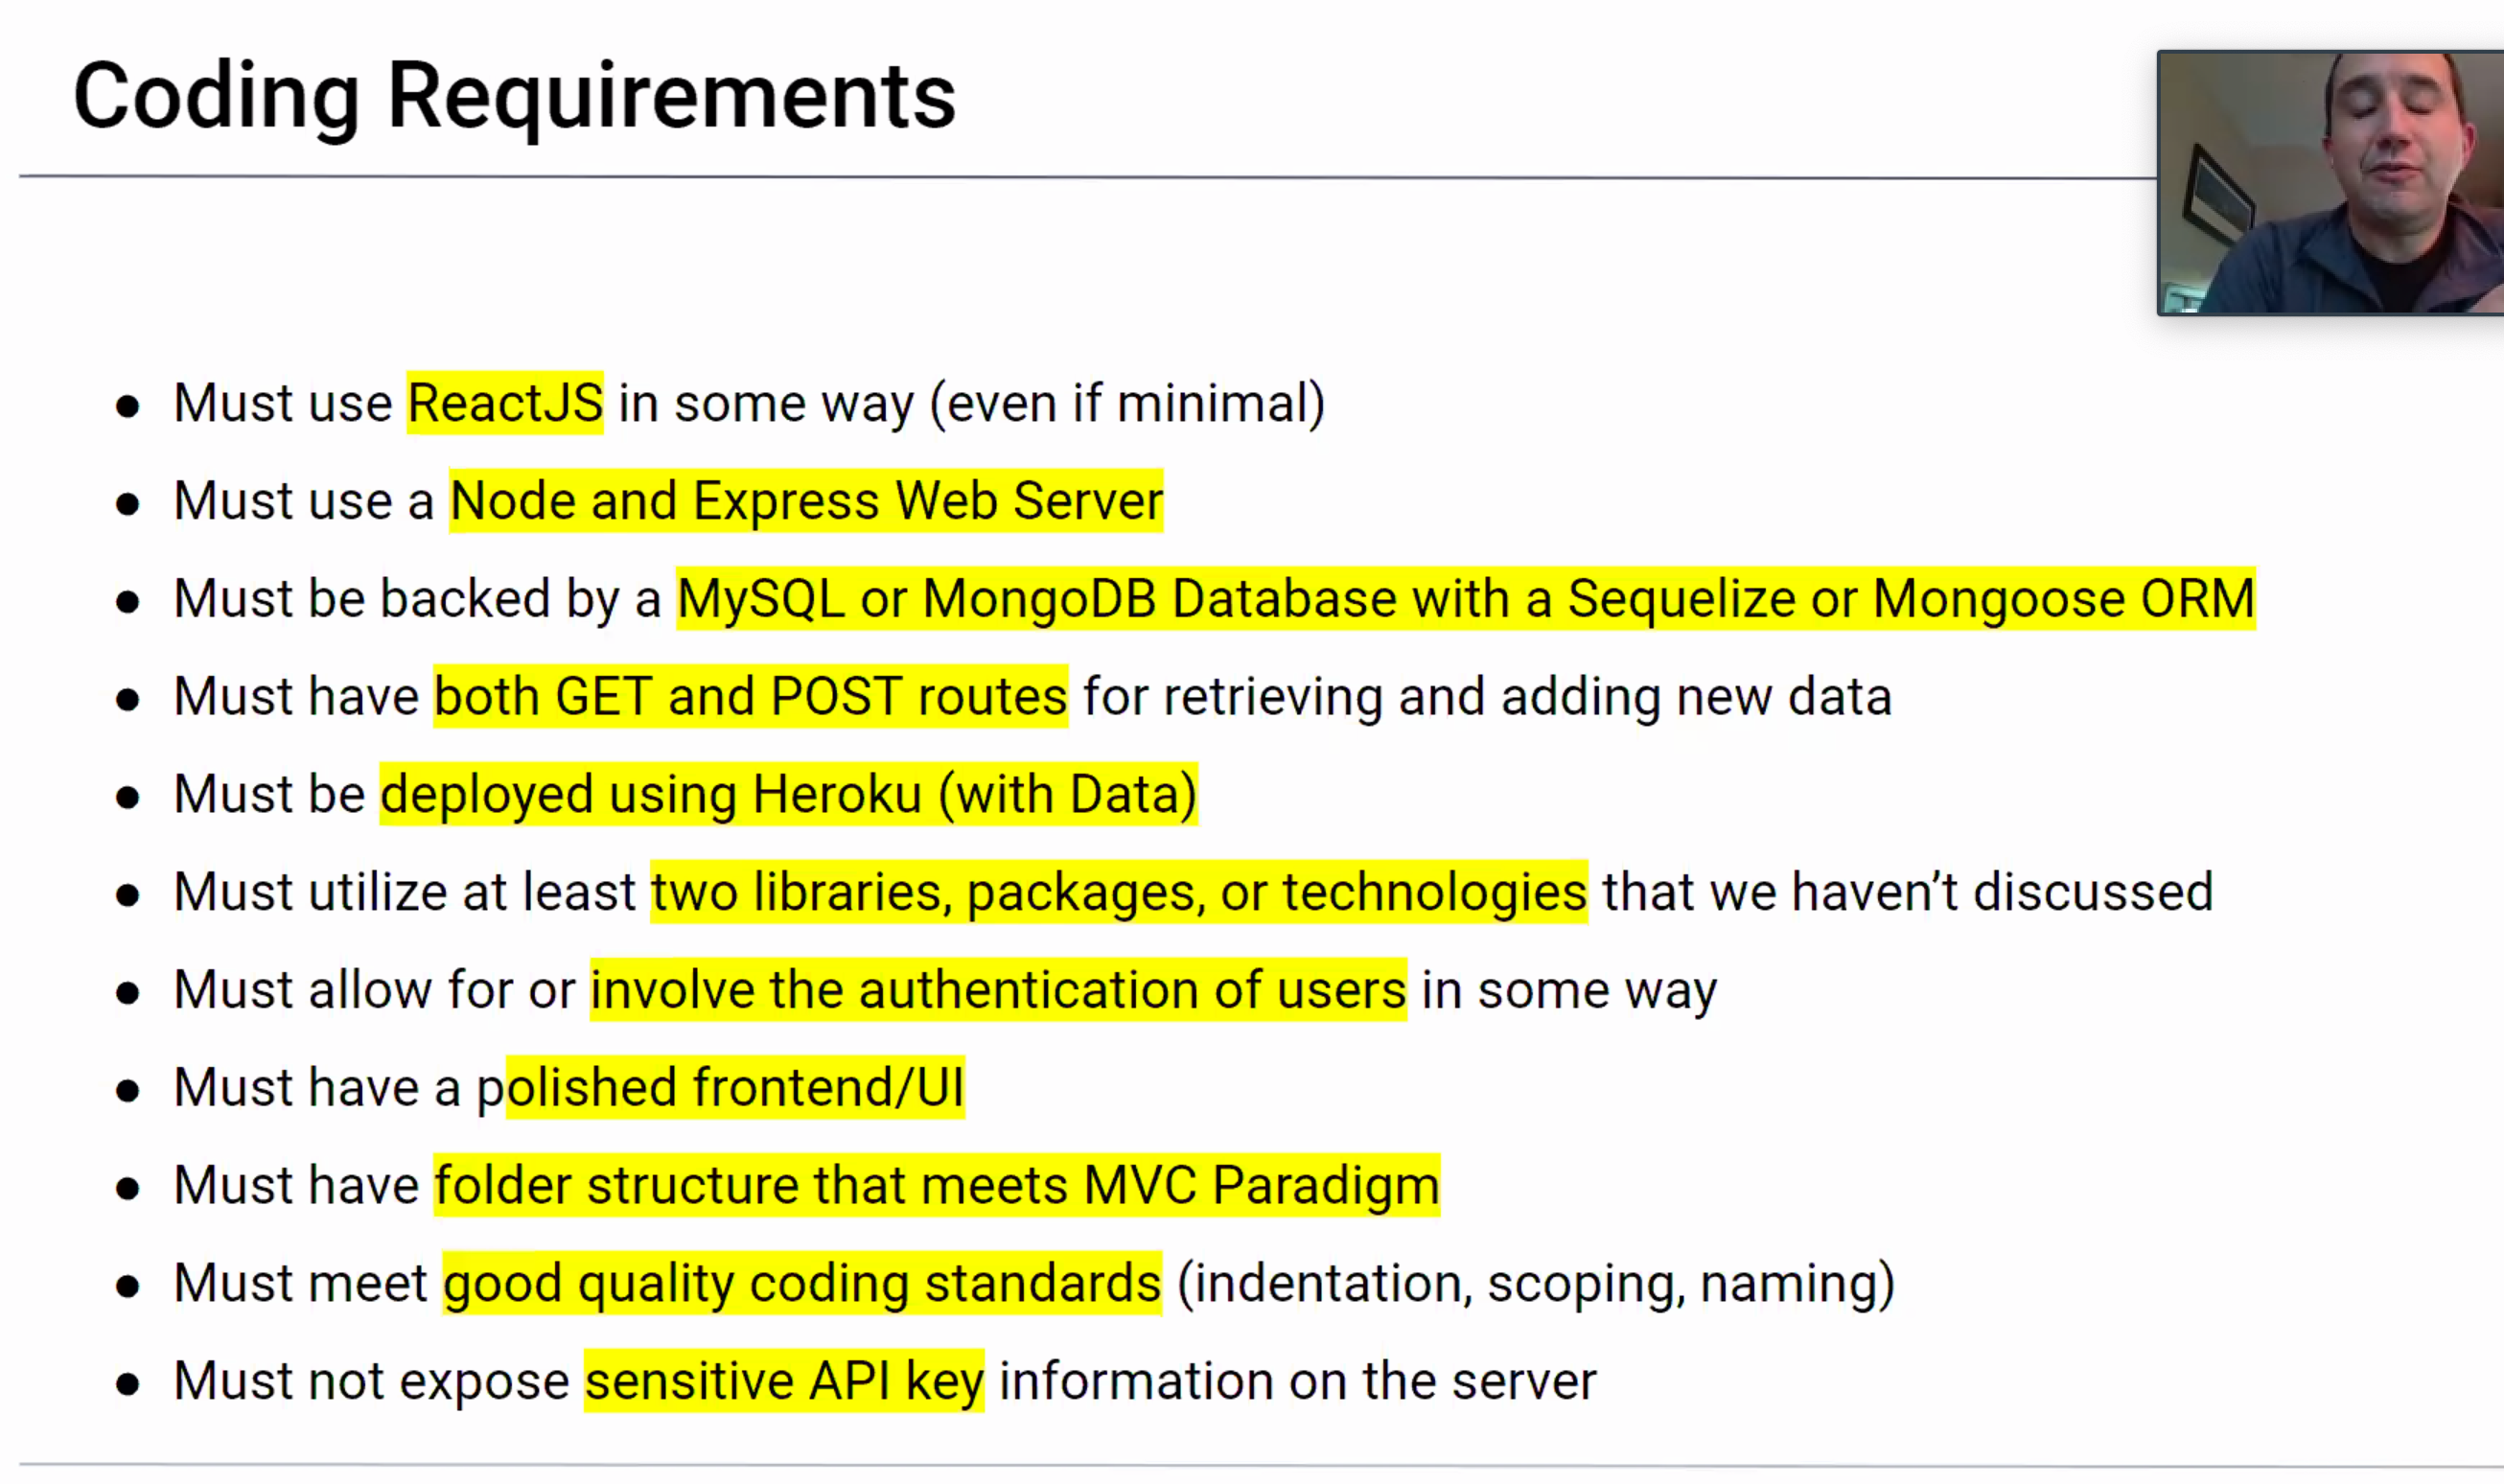 Coding Requirements
● Must use ReactJS in some way (even if minimal)
● Must use a Node and Express Web Server
● Must be backed by a MySQL or MongoDB Database with a Sequelize or Mongoose ORM
● Must have both GET and POST routes for retrieving and adding new data
● Must be deployed using Heroku (with Data)
● Must utilize at least two libraries, packages, or technologies that we haven’t discussed
● Must allow for or involve the authentication of users in some way
● Must have a polished frontend/UI
● Must have folder structure that meets MVC Paradigm
● Must meet good quality coding standards (indentation, scoping, naming)
● Must not expose sensitive API key information on the server